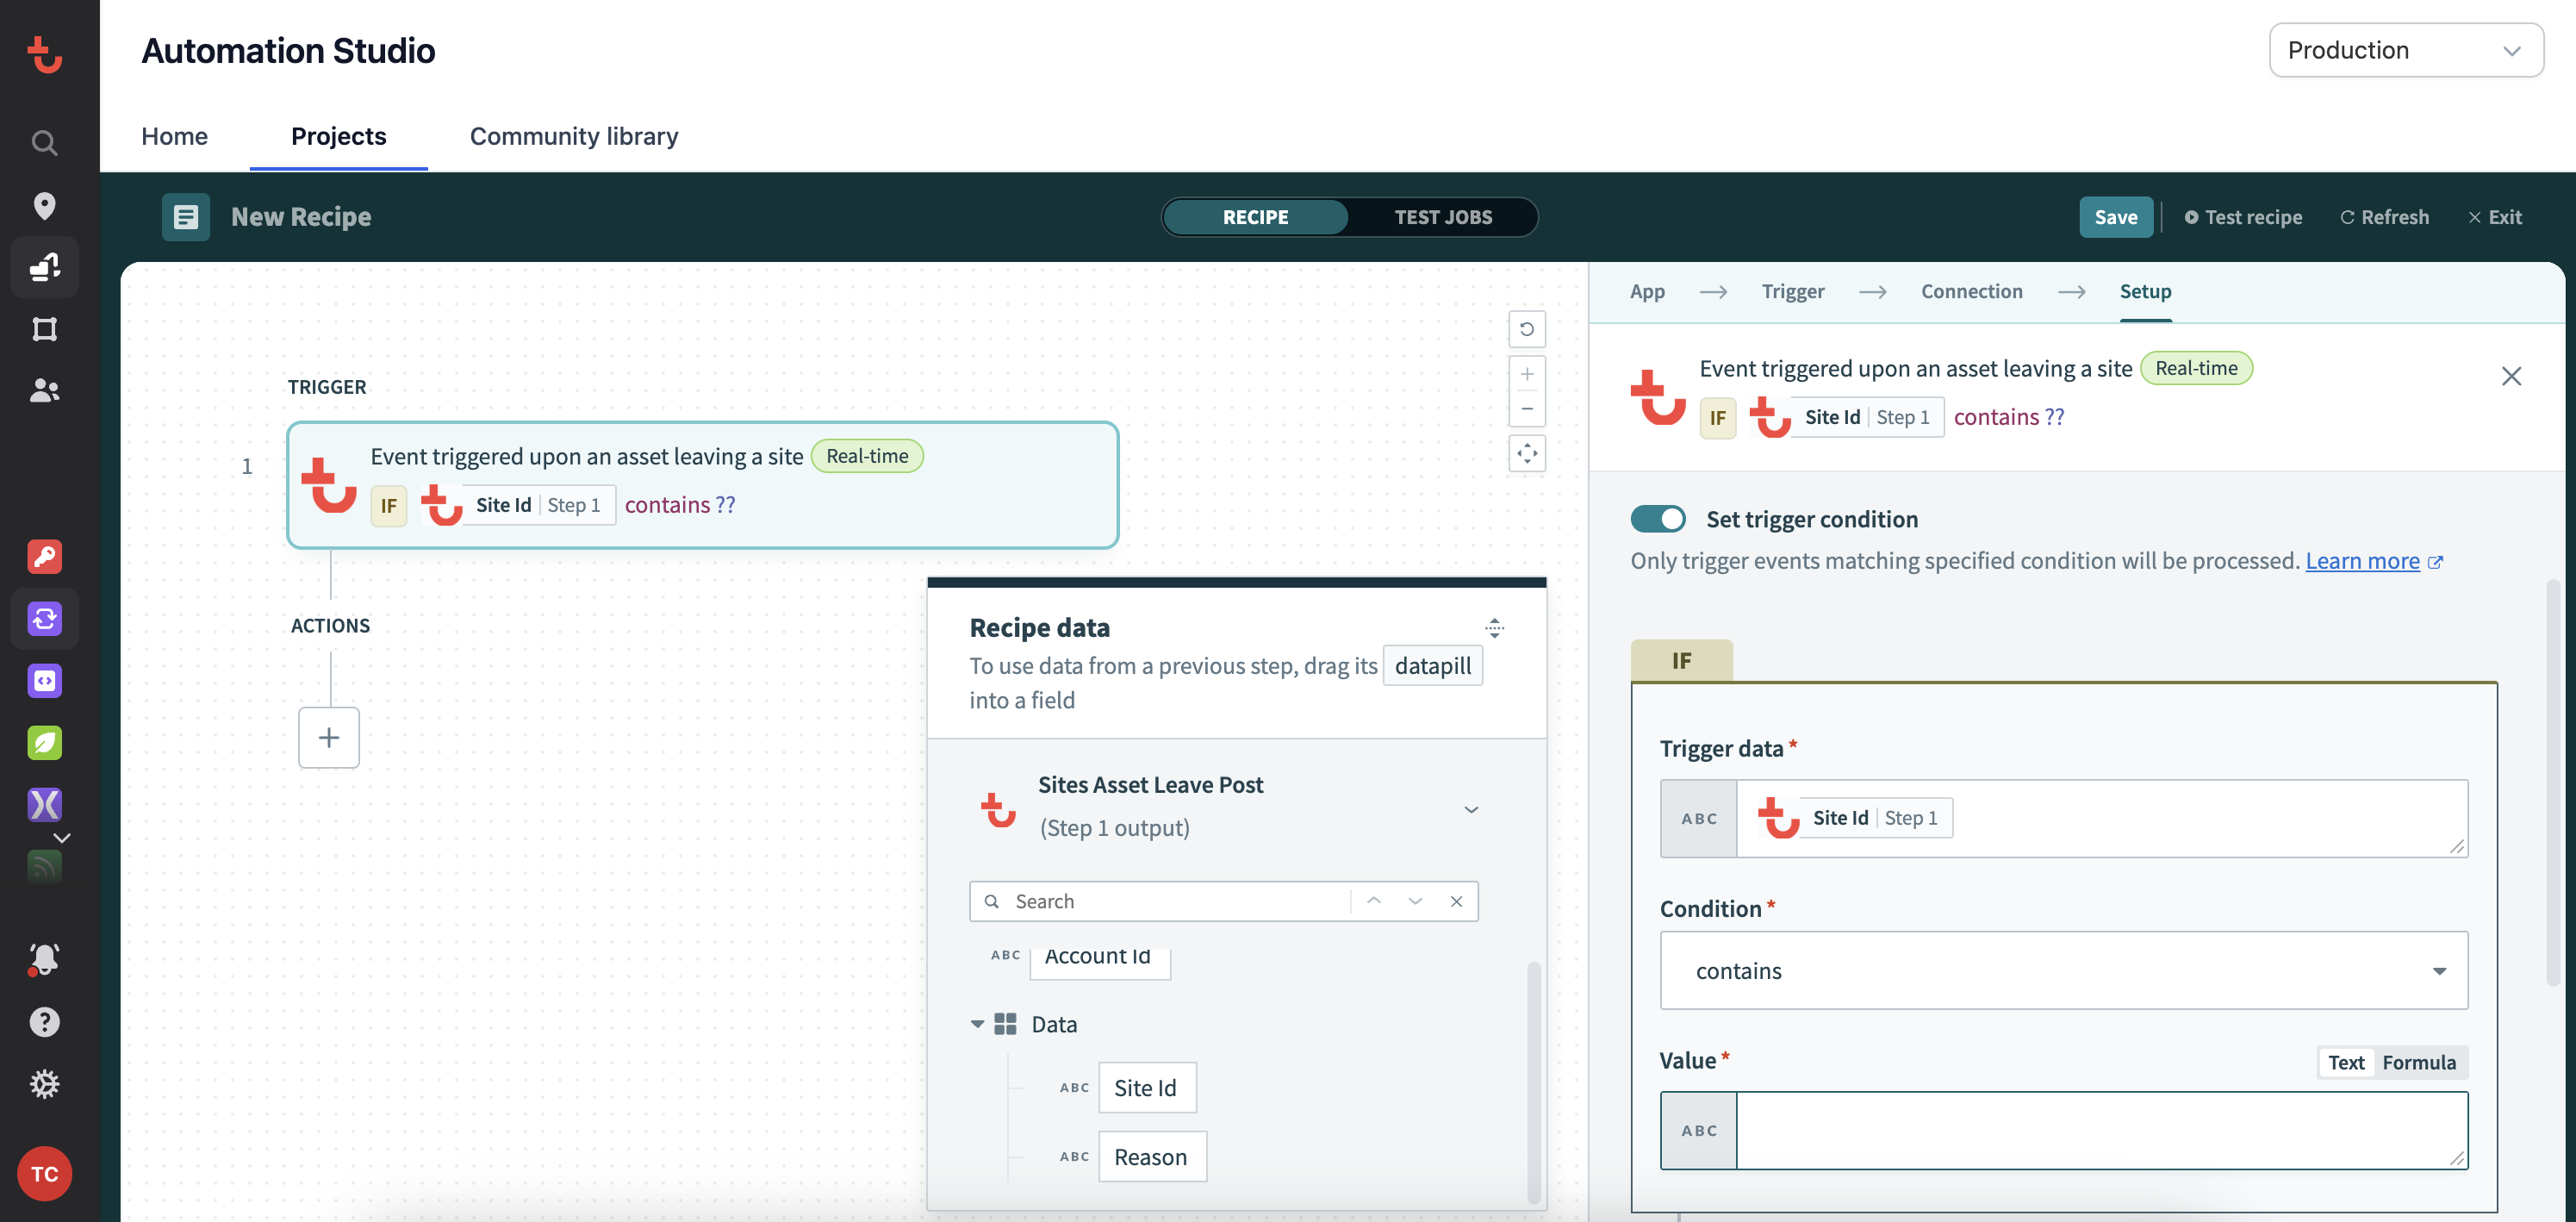 Automation Studio
Production
Home
Projects
Community library
New Recipe
RECIPE
TEST JOBS
Save
Test recipe
Refresh
Exit
App
Trigger
Connection
Setup
TRIGGER
1
Event triggered upon an asset leaving a site Real-time
IF Site Id Step 1 contains ??
ACTIONS
Recipe data
To use data from a previous step, drag its datapill
into a field
Sites Asset Leave Post
(Step 1 output)
Search
ABC Account Id
Data
ABC Site Id
ABC Reason
Event triggered upon an asset leaving a site Real-time
IF Site Id Step 1 contains ??
Set trigger condition
Only trigger events matching specified condition will be processed. Learn more
IF
Trigger data *
ABC Site Id Step 1
Condition *
contains
Value *
Text Formula
ABC
TC